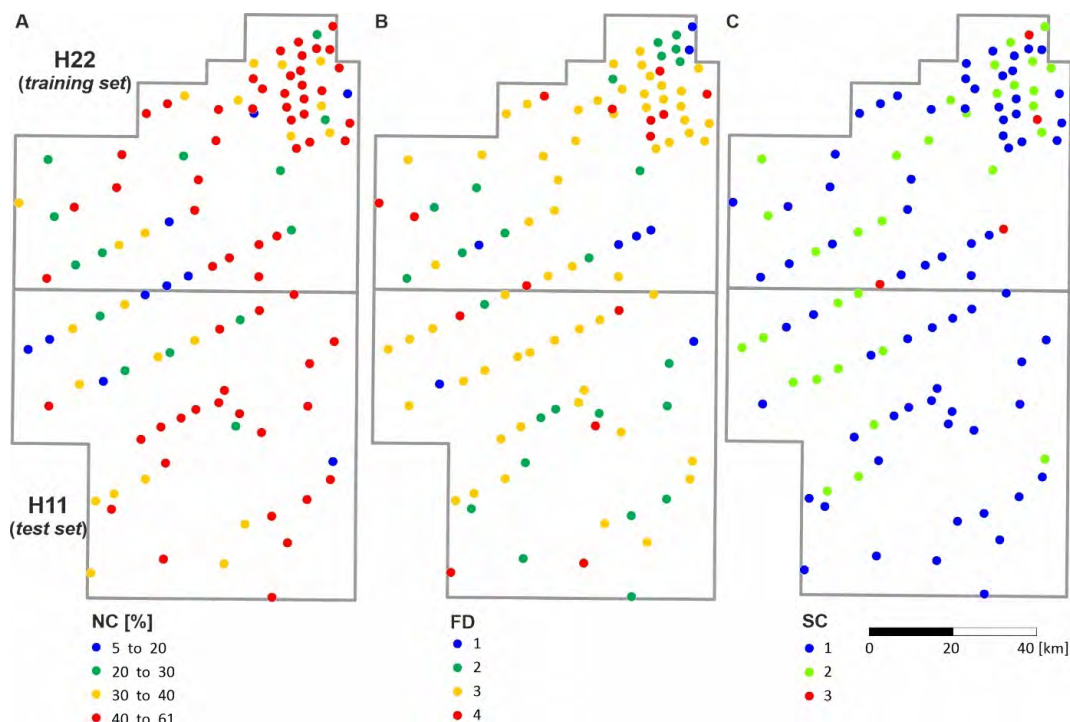 A
B
C
H22
(training set)
H11
(test set)
NC [%]
5 to 20
20 to 30
30 to 40
40 to 61
FD
1
2
3
4
SC
1
2
3
0 20 40 [km]